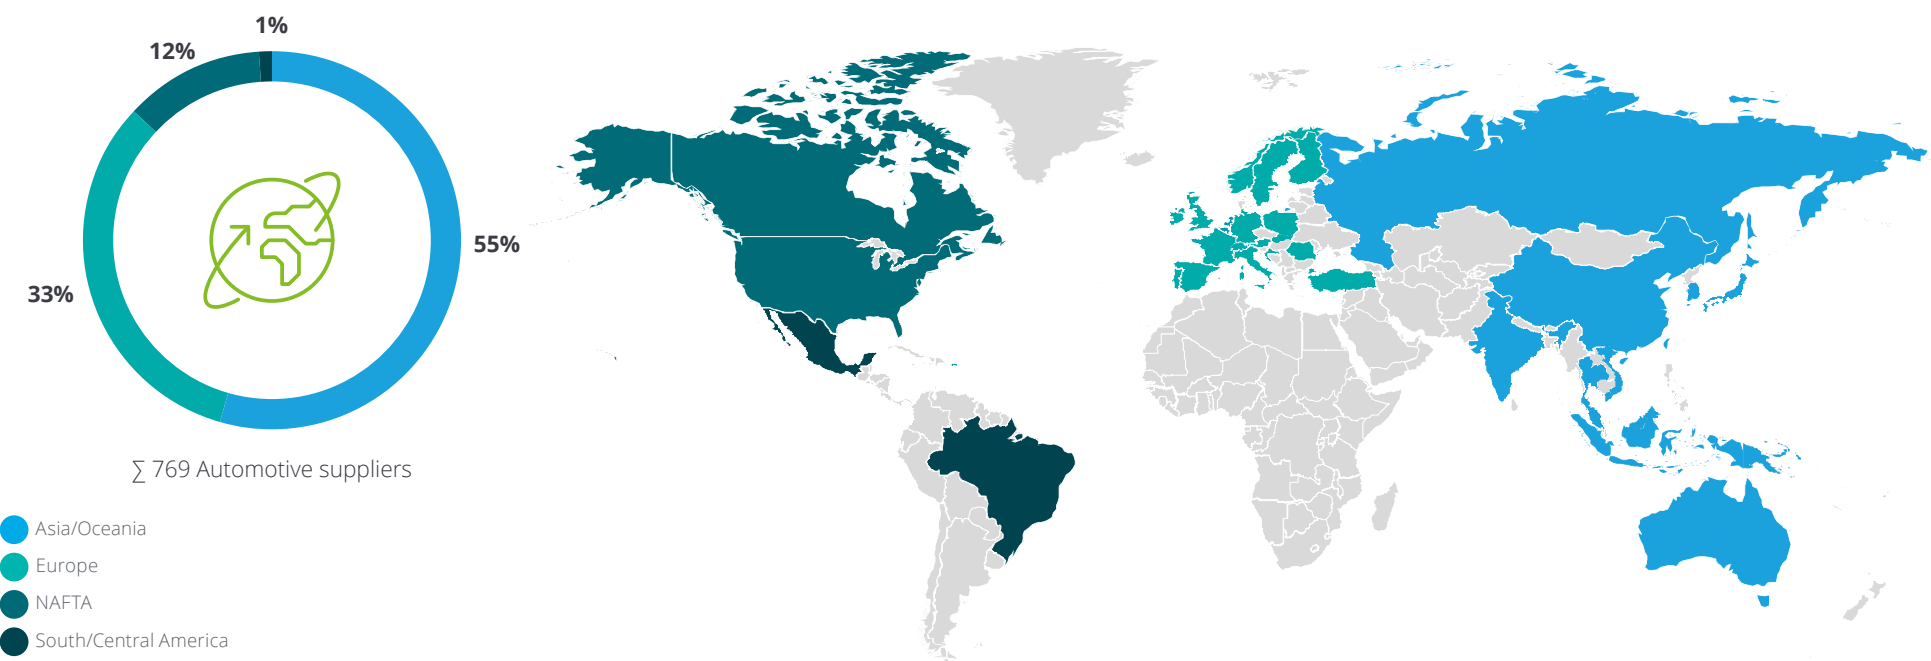 1%
12%
55%
33%
∑ 769 Automotive suppliers
Asia/Oceania
Europe
NAFTA
South/Central America